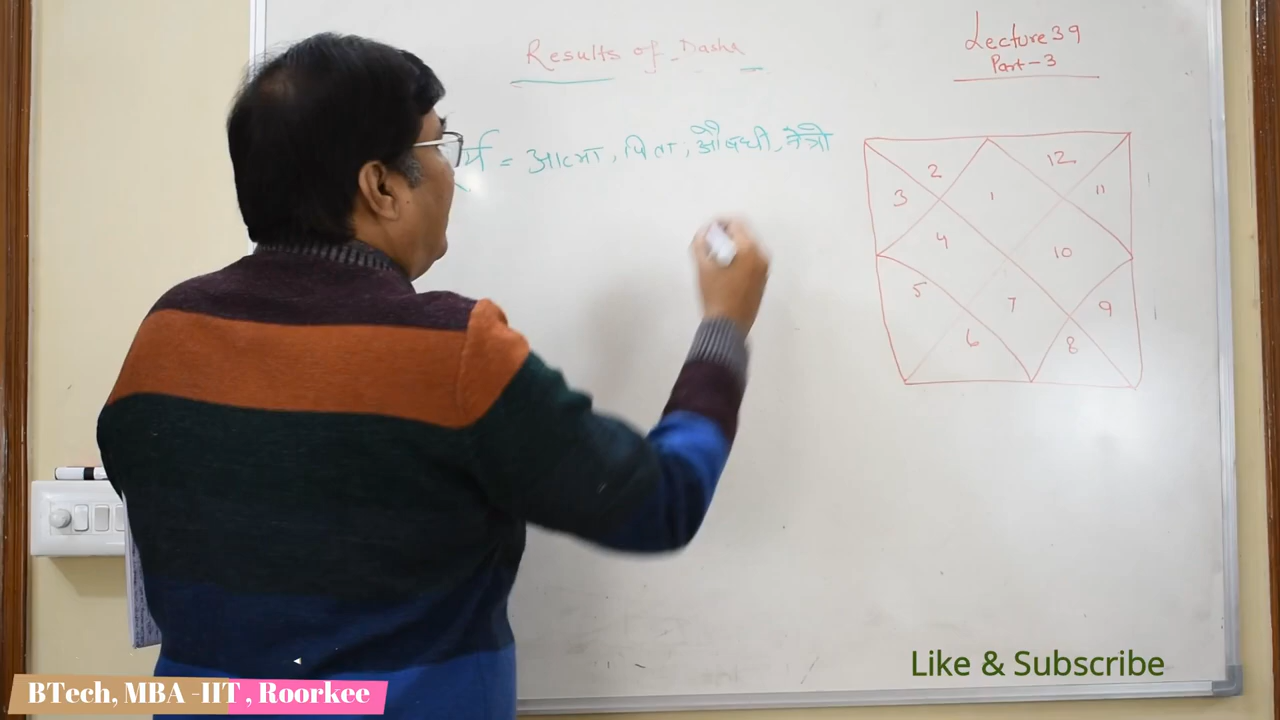 Results of Dasha
Lecture 39
Part-3
र्य = आत्मा, पिता, औषधी, नेत्रो
2
12
3
1
11
4
10
5
7
9
6
8
Like & Subscribe
BTech, MBA -IIT , Roorkee